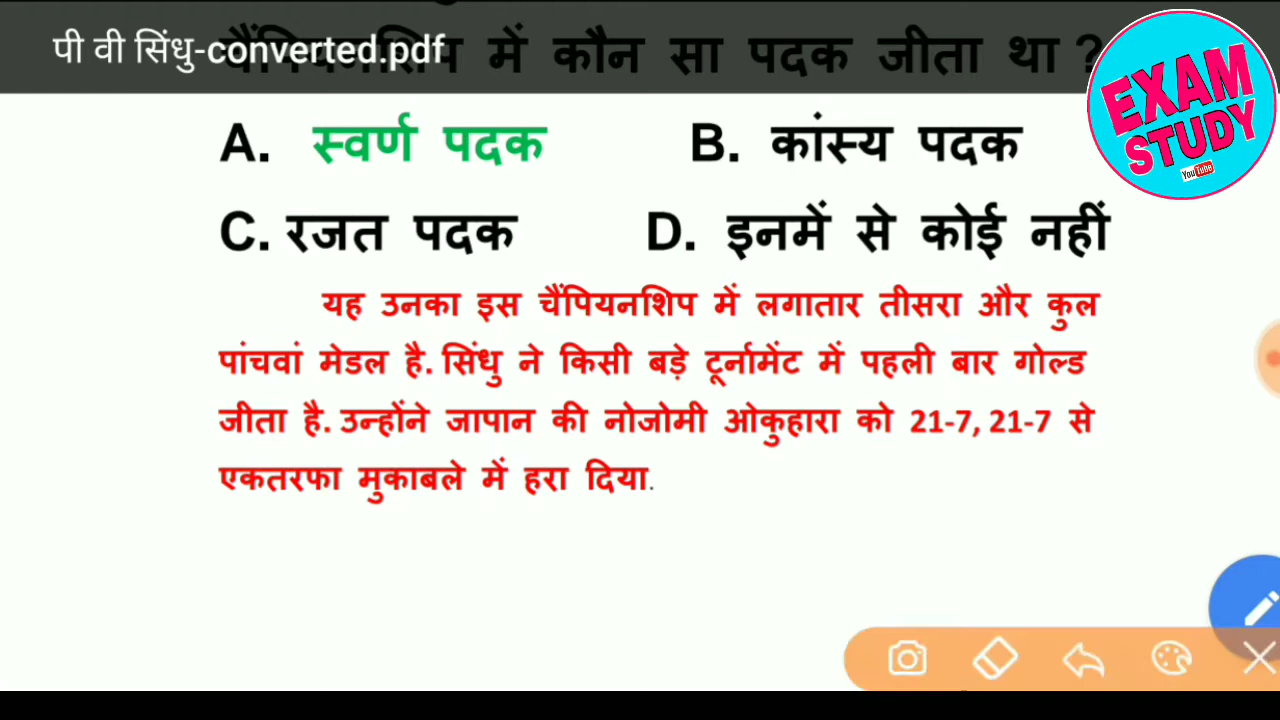 पी वी सिंधु-converted.pdf
चैंपियनशिप में कौन सा पदक जीता था ?
EXAM
STUDY
YouTube
A. स्वर्ण पदक B. कांस्य पदक
C. रजत पदक D. इनमें से कोई नहीं
यह उनका इस चैंपियनशिप में लगातार तीसरा और कुल
पांचवां मेडल है. सिंधु ने किसी बड़े टूर्नामेंट में पहली बार गोल्ड
जीता है. उन्होंने जापान की नोजोमी ओकुहारा को 21-7, 21-7 से
एकतरफा मुकाबले में हरा दिया.